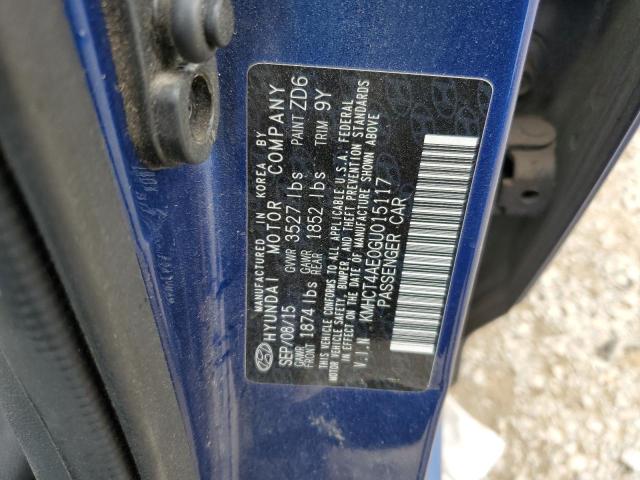 MANUFACTURED IN KOREA BY
HYUNDAI MOTOR COMPANY
SEP/08/15 GVWR 3527 lbs PAINT ZD6
GAWR FRONT 1874 lbs GAWR REAR 1852 lbs TRIM 9Y
THIS VEHICLE CONFORMS TO ALL APPLICABLE U.S.A. FEDERAL
MOTOR VEHICLE SAFETY, BUMPER, AND THEFT PREVENTION STANDARDS
IN EFFECT ON THE DATE OF MANUFACTURE SHOWN ABOVE
V.I.N KMHCT4AE0GU015117
PASSENGER CAR